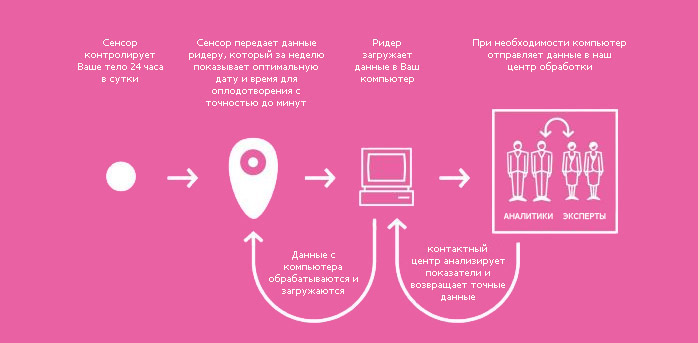 Сенсор
контролирует
Ваше тело 24 часа
в сутки
Сенсор передает данные
ридеру, который за неделю
показывает оптимальную
дату и время для
оплодотворения с
точностью до минут
Ридер
загружает
данные в Ваш
компьютер
При необходимости компьютер
отправляет данные в наш
центр обработки
АНАЛИТИКИ ЭКСПЕРТЫ
Данные с
компьютера
обрабатываются и
загружаются
контактный
центр анализирует
показатели и
возвращает точные
данные